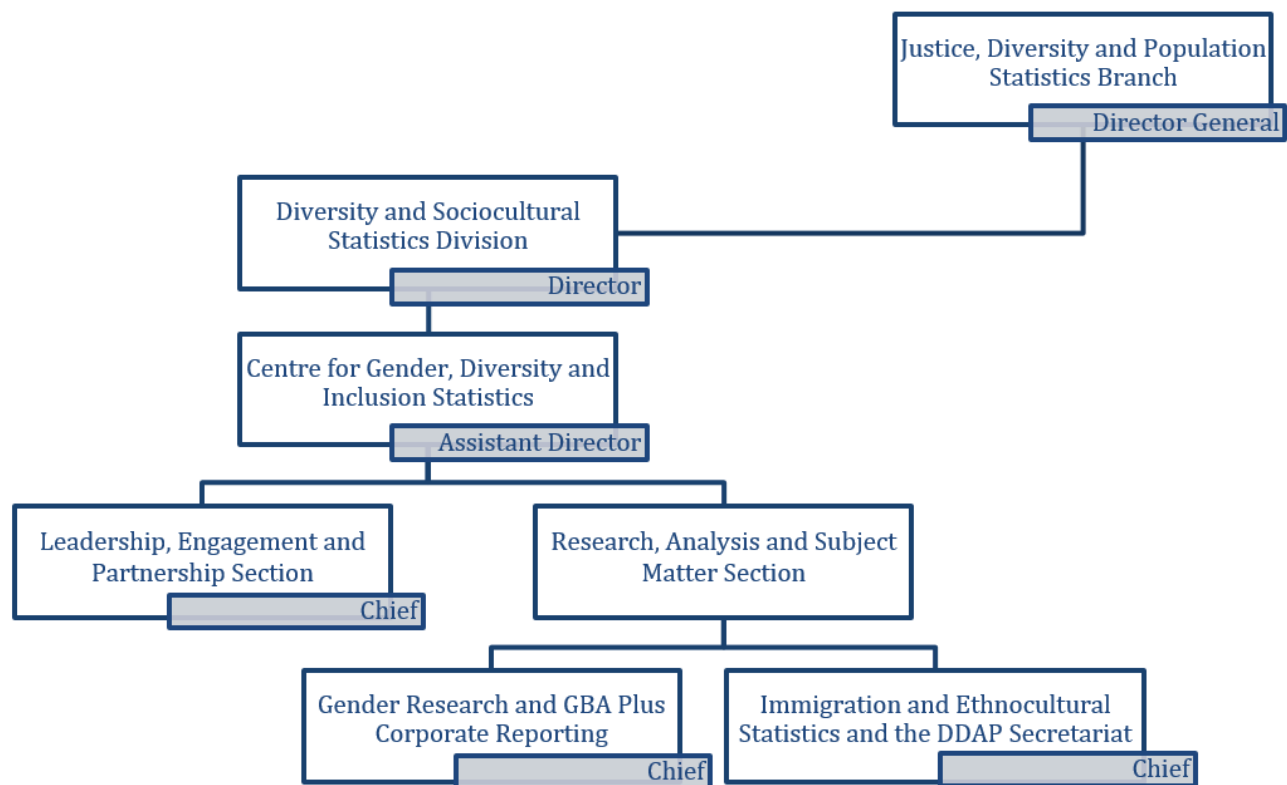 Justice, Diversity and Population
Statistics Branch
Director General
Diversity and Sociocultural
Statistics Division
Director
Centre for Gender, Diversity and
Inclusion Statistics
Assistant Director
Leadership, Engagement and
Partnership Section
Chief
Research, Analysis and Subject
Matter Section
Gender Research and GBA Plus
Corporate Reporting
Chief
Immigration and Ethnocultural
Statistics and the DDAP Secretariat
Chief